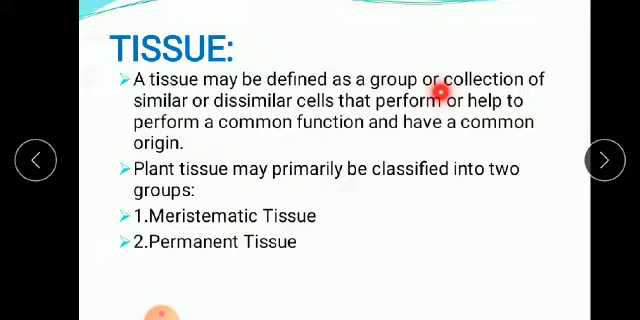 TISSUE:
A tissue may be defined as a group or collection of
similar or dissimilar cells that perform or help to
perform a common function and have a common
origin.
Plant tissue may primarily be classified into two
groups:
1.Meristematic Tissue
2.Permanent Tissue